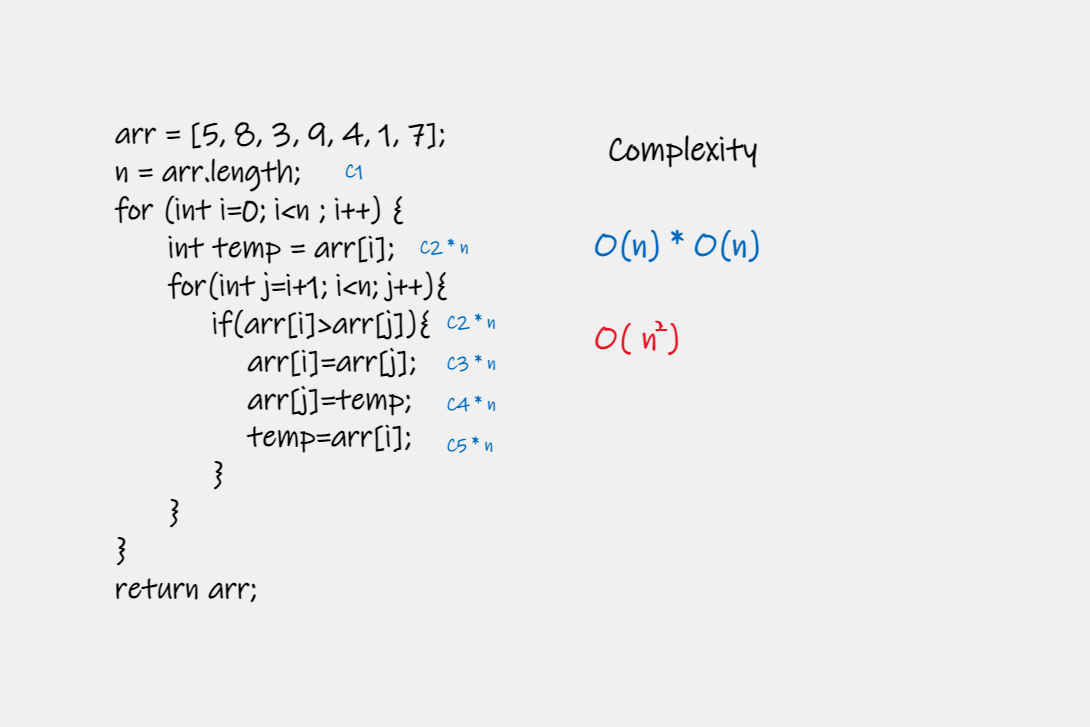 arr = [5, 8, 3, 9, 4, 1, 7];
n = arr.length; C1
for (int i=0; i<n ; i++) {
int temp = arr[i]; C2 * n
for(int j=i+1; i<n; j++){
if(arr[i]>arr[j]){ C2 * n
arr[i]=arr[j]; C3 * n
arr[j]=temp; C4 * n
temp=arr[i]; C5 * n
}
}
}
return arr;
Complexity
O(n) * O(n)
O( n²)